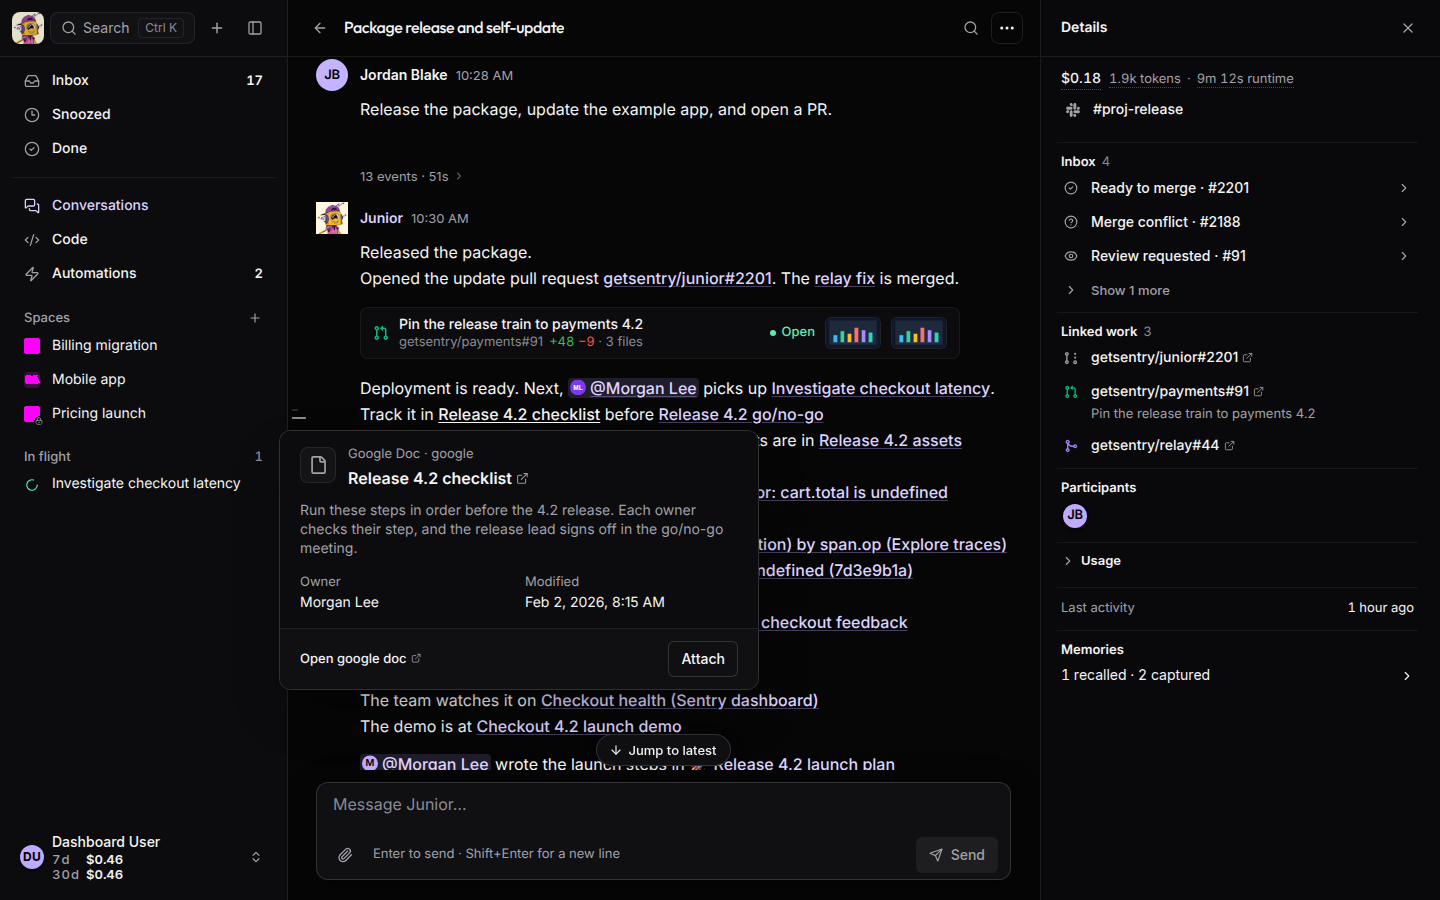 Search Ctrl K
Inbox 17
Snoozed
Done
Conversations
Code
Automations 2
Spaces
Billing migration
Mobile app
Pricing launch
In flight 1
Investigate checkout latency
DU Dashboard User
7d $0.46
30d $0.46
Package release and self-update
JB Jordan Blake 10:28 AM
Release the package, update the example app, and open a PR.
13 events · 51s
Junior 10:30 AM
Released the package.
Opened the update pull request getsentry/junior#2201. The relay fix is merged.
Pin the release train to payments 4.2
getsentry/payments#91 +48 −9 · 3 files
Open
Deployment is ready. Next, ML @Morgan Lee picks up Investigate checkout latency.
Track it in Release 4.2 checklist before Release 4.2 go/no-go
s are in Release 4.2 assets
or: cart.total is undefined
tion) by span.op (Explore traces)
ndefined (7d3e9b1a)
checkout feedback
Google Doc · google
Release 4.2 checklist
Run these steps in order before the 4.2 release. Each owner
checks their step, and the release lead signs off in the go/no-go
meeting.
Owner Modified
Morgan Lee Feb 2, 2026, 8:15 AM
Open google doc Attach
The team watches it on Checkout health (Sentry dashboard)
The demo is at Checkout 4.2 launch demo
Jump to latest
M @Morgan Lee wrote the launch steps in Release 4.2 launch plan
Message Junior...
Enter to send · Shift+Enter for a new line Send
Details
$0.18 1.9k tokens · 9m 12s runtime
#proj-release
Inbox 4
Ready to merge · #2201
Merge conflict · #2188
Review requested · #91
Show 1 more
Linked work 3
getsentry/junior#2201
getsentry/payments#91
Pin the release train to payments 4.2
getsentry/relay#44
Participants
JB
Usage
Last activity 1 hour ago
Memories
1 recalled · 2 captured